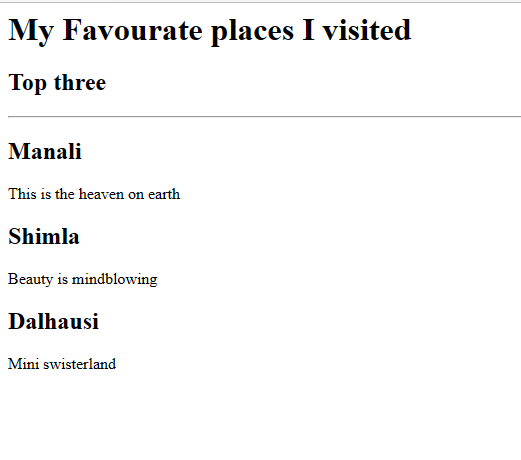 My Favourate places I visited
Top three
Manali
This is the heaven on earth
Shimla
Beauty is mindblowing
Dalhausi
Mini swisterland